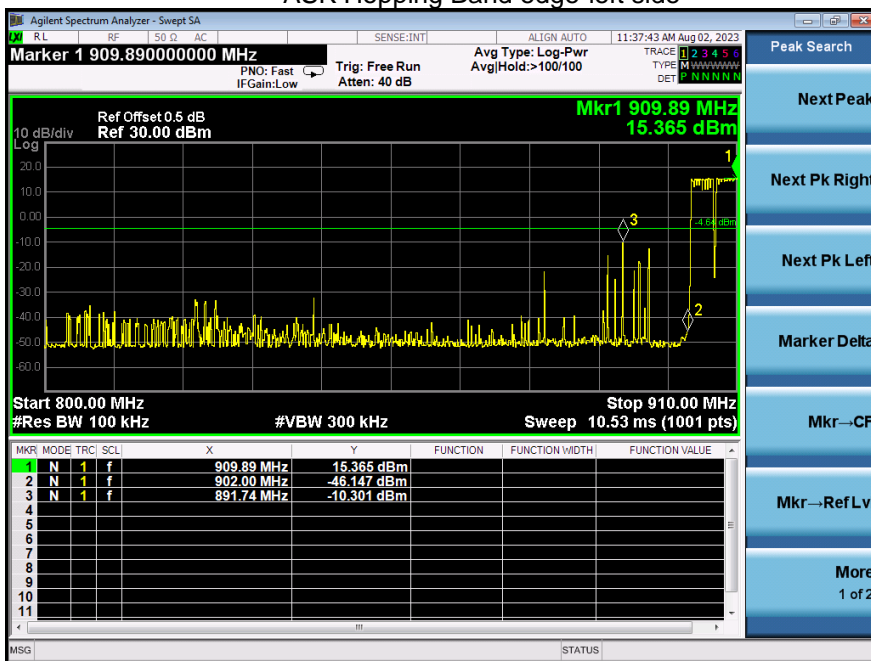 ASK Hopping Band edge-left side
Agilent Spectrum Analyzer - Swept SA
LXI RL RF 50 Ω AC SENSE:INT ALIGN AUTO 11:37:43 AM Aug 02, 2023
Marker 1 909.890000000 MHz
PNO: Fast
IFGain:Low
Trig: Free Run
Atten: 40 dB
Avg Type: Log-Pwr
Avg|Hold:>100/100
TRACE 1 2 3 4 5 6
TYPE M WWWWW
DET P N N N N N
Peak Search
Next Peak
Next Pk Right
Next Pk Left
Marker Delta
Mkr→CF
Mkr→Ref Lv
More
1 of 2
Mkr1 909.89 MHz
15.365 dBm
Ref Offset 0.5 dB
10 dB/div Ref 30.00 dBm
Log
20.0
10.0
0.00
-10.0
-20.0
-30.0
-40.0
-50.0
-60.0
1
3
-4.64 dBm
2
Start 800.00 MHz Stop 910.00 MHz
#Res BW 100 kHz #VBW 300 kHz Sweep 10.53 ms (1001 pts)
MKR MODE TRC SCL X Y FUNCTION FUNCTION WIDTH FUNCTION VALUE
1 N 1 f 909.89 MHz 15.365 dBm
2 N 1 f 902.00 MHz -46.147 dBm
3 N 1 f 891.74 MHz -10.301 dBm
4
5
6
7
8
9
10
11
MSG STATUS